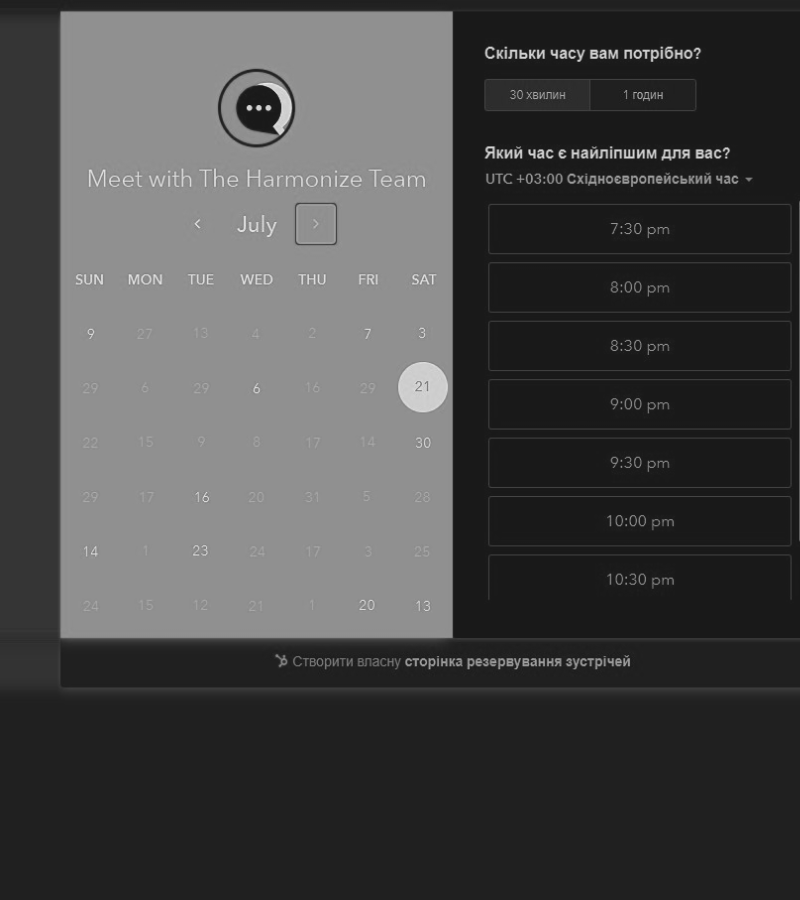 Meet with The Harmonize Team
July
SUN MON TUE WED THU FRI SAT
9 27 13 4 2 7 3
29 6 29 6 16 29 21
22 15 9 8 17 14 30
29 17 16 20 31 5 28
14 1 23 24 17 3 25
24 15 12 21 1 20 13
Скільки часу вам потрібно?
30 хвилин 1 годин
Який час є найліпшим для вас?
UTC +03:00 Східноєвропейський час
7:30 pm
8:00 pm
8:30 pm
9:00 pm
9:30 pm
10:00 pm
10:30 pm
Створити власну сторінка резервування зустрічей